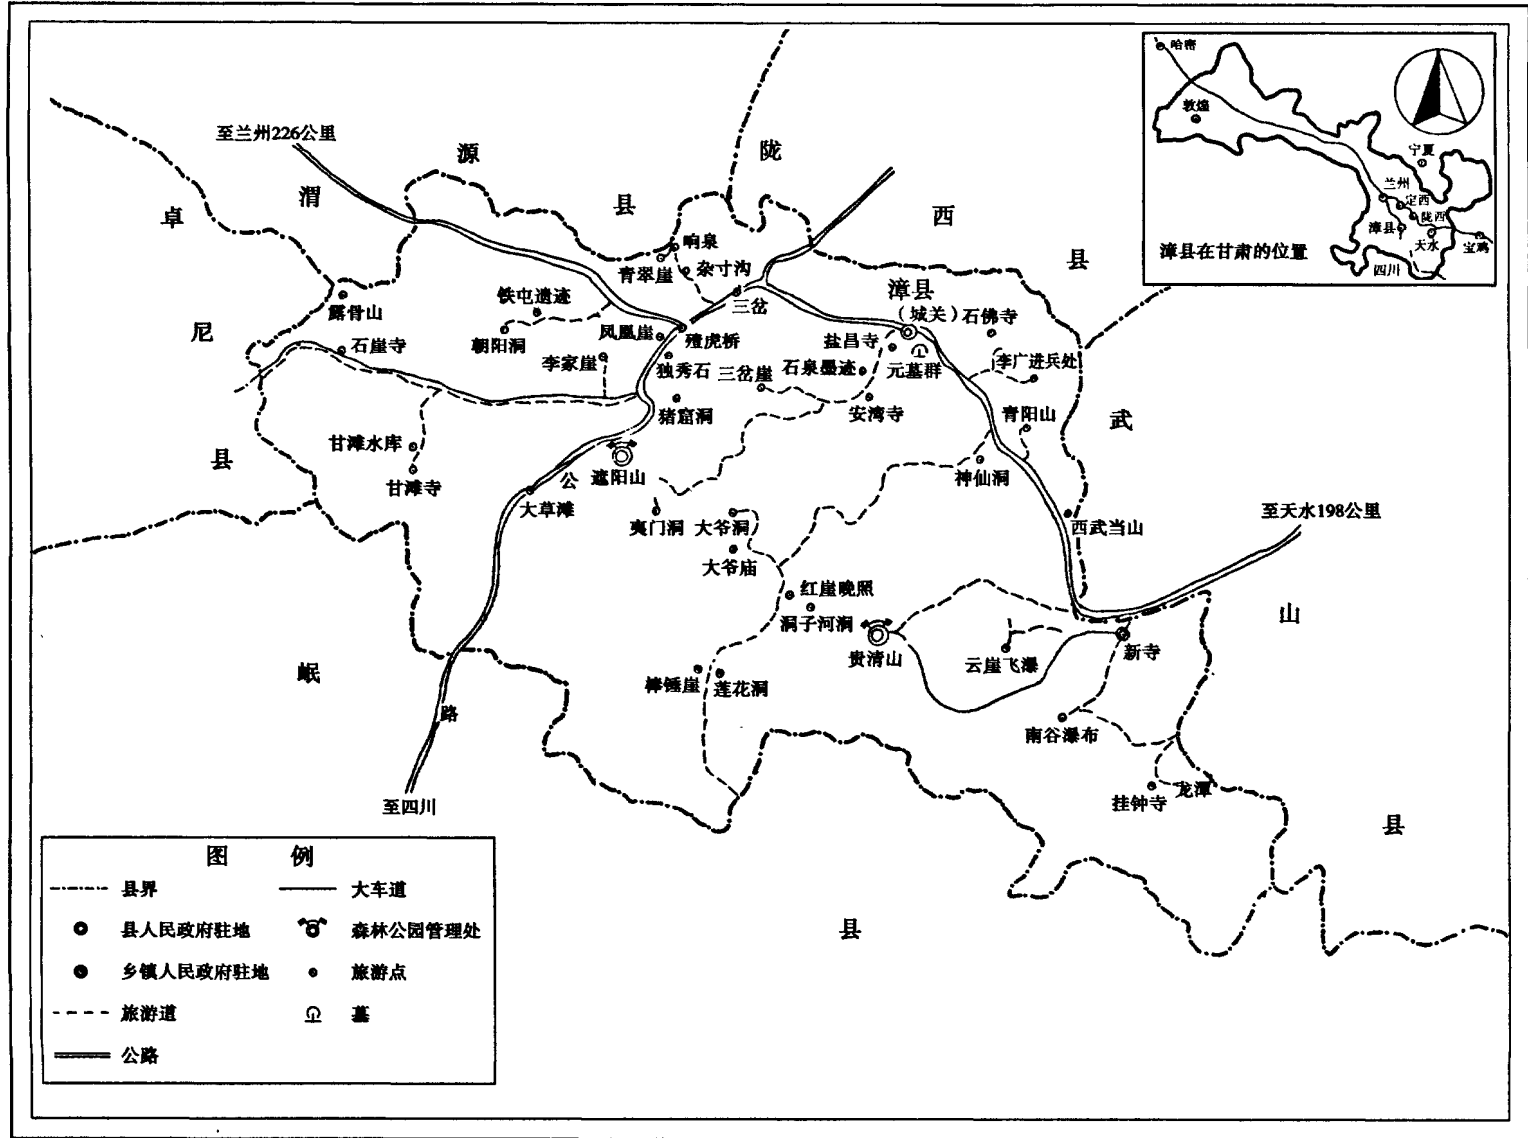 哈密
敦煌
宁夏
兰州
定西
陇西
漳县
天水
宝鸡
四川
漳县在甘肃的位置
至兰州226公里
源
陇
渭
县
卓
西
县
响泉
青翠崖
杂寸沟
露骨山
铁屯遗迹
三岔
漳县
(城关)
石佛寺
尼
凤凰崖
殪虎桥
盐昌寺
朝阳洞
石崖寺
李家崖
独秀石
三岔崖
石泉墨迹
元墓群
李广进兵处
猪窟洞
安湾寺
青阳山
武
甘滩水库
县
甘滩寺
公
遮阳山
神仙洞
大草滩
夷门洞
大爷洞
西武当山
至天水198公里
大爷庙
红崖晚照
洞子河洞
山
贵清山
云崖飞瀑
新寺
岷
棒锤崖
莲花洞
路
南谷瀑布
至四川
挂钟寺
龙潭
县
县
图 例
县界
大车道
县人民政府驻地
森林公园管理处
乡镇人民政府驻地
旅游点
旅游道
墓
公路